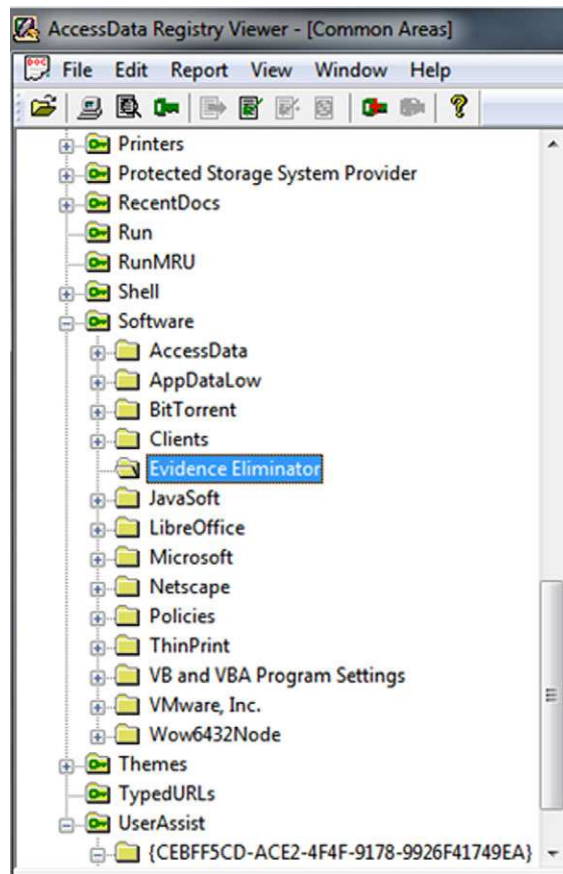 AccessData Registry Viewer - [Common Areas]
File Edit Report View Window Help
Printers
Protected Storage System Provider
RecentDocs
Run
RunMRU
Shell
Software
AccessData
AppDataLow
BitTorrent
Clients
Evidence Eliminator
JavaSoft
LibreOffice
Microsoft
Netscape
Policies
ThinPrint
VB and VBA Program Settings
VMware, Inc.
Wow6432Node
Themes
TypedURLs
UserAssist
{CEBFF5CD-ACE2-4F4F-9178-9926F41749EA}